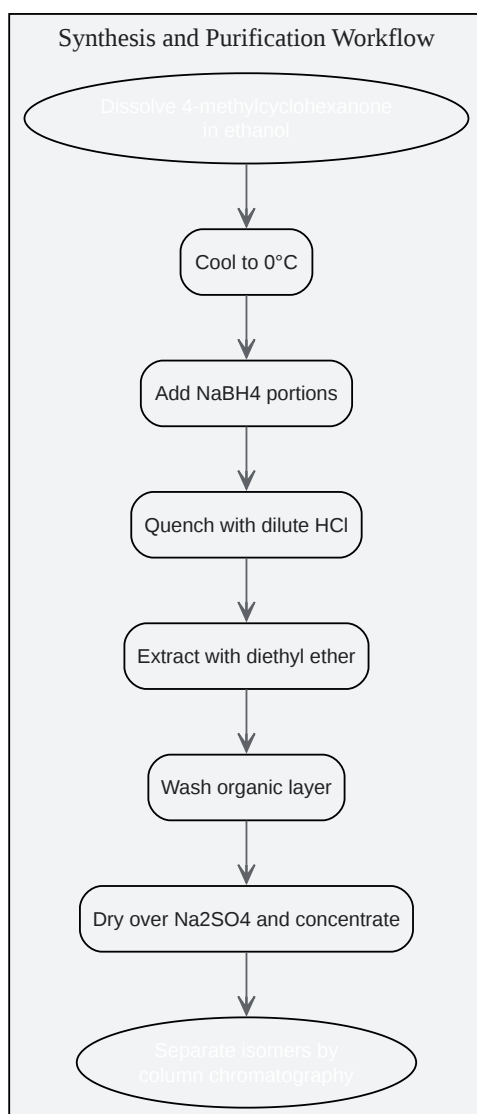 Synthesis and Purification Workflow
Dissolve 4-methylcyclohexanone
in ethanol
Cool to 0°C
Add NaBH4 portions
Quench with dilute HCl
Extract with diethyl ether
Wash organic layer
Dry over Na2SO4 and concentrate
Separate isomers by
column chromatography